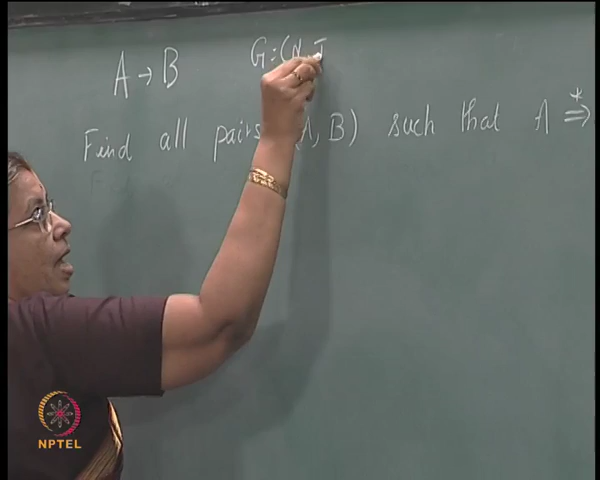 A → B G = (N, T
Find all pairs (A, B) such that A ⇒*
NPTEL